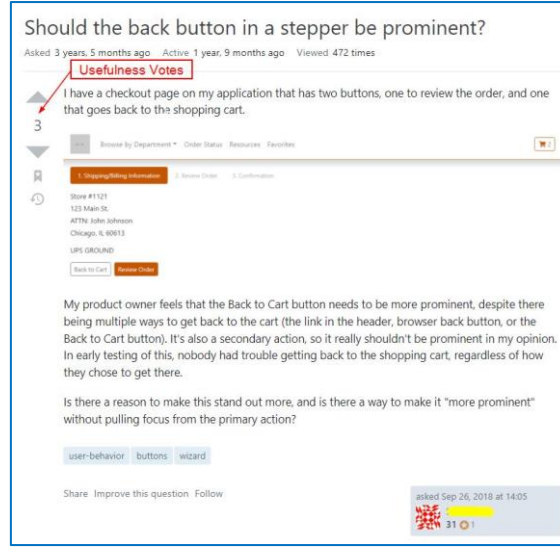 Should the back button in a stepper be prominent?
Asked 3 years, 5 months ago Active 1 year, 9 months ago Viewed 472 times
Usefulness Votes
I have a checkout page on my application that has two buttons, one to review the order, and one
that goes back to the shopping cart.
3
Browse by Department Order Status Resources Favorites 2
1. Shipping/Billing Information 2. Review Order 3. Confirmation
Store #1121
123 Main St.
ATTN: John Johnson
Chicago, IL 60613
UPS GROUND
Back to Cart Review Order
My product owner feels that the Back to Cart button needs to be more prominent, despite there
being multiple ways to get back to the cart (the link in the header, browser back button, or the
Back to Cart button). It's also a secondary action, so it really shouldn't be prominent in my opinion.
In early testing of this, nobody had trouble getting back to the shopping cart, regardless of how
they chose to get there.
Is there a reason to make this stand out more, and is there a way to make it "more prominent"
without pulling focus from the primary action?
user-behavior buttons wizard
Share Improve this question Follow
asked Sep 26, 2018 at 14:05
31 1